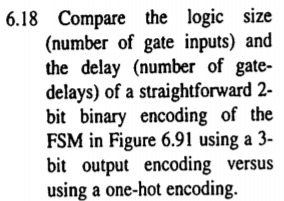 6.18 Compare the logic size
(number of gate inputs) and
the delay (number of gate-
delays) of a straightforward 2-
bit binary encoding of the
FSM in Figure 6.91 using a 3-
bit output encoding versus
using a one-hot encoding.